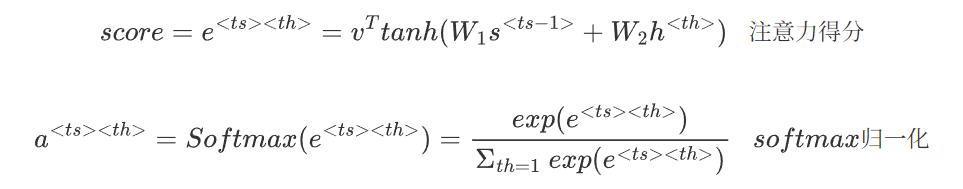 score = e^{<ts><th>} = v^T tanh(W_1 s^{<ts-1>} + W_2 h^{<th>}) 注意力得分
a^{<ts><th>} = Softmax(e^{<ts><th>}) = \frac{exp(e^{<ts><th>})}{Σ_{th=1} exp(e^{<ts><th>})} softmax归一化